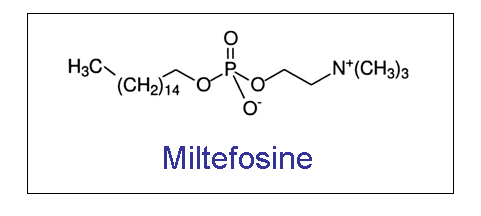 O
H₃C (CH₂)₁₄ O P O N⁺(CH₃)₃
O⁻
Miltefosine